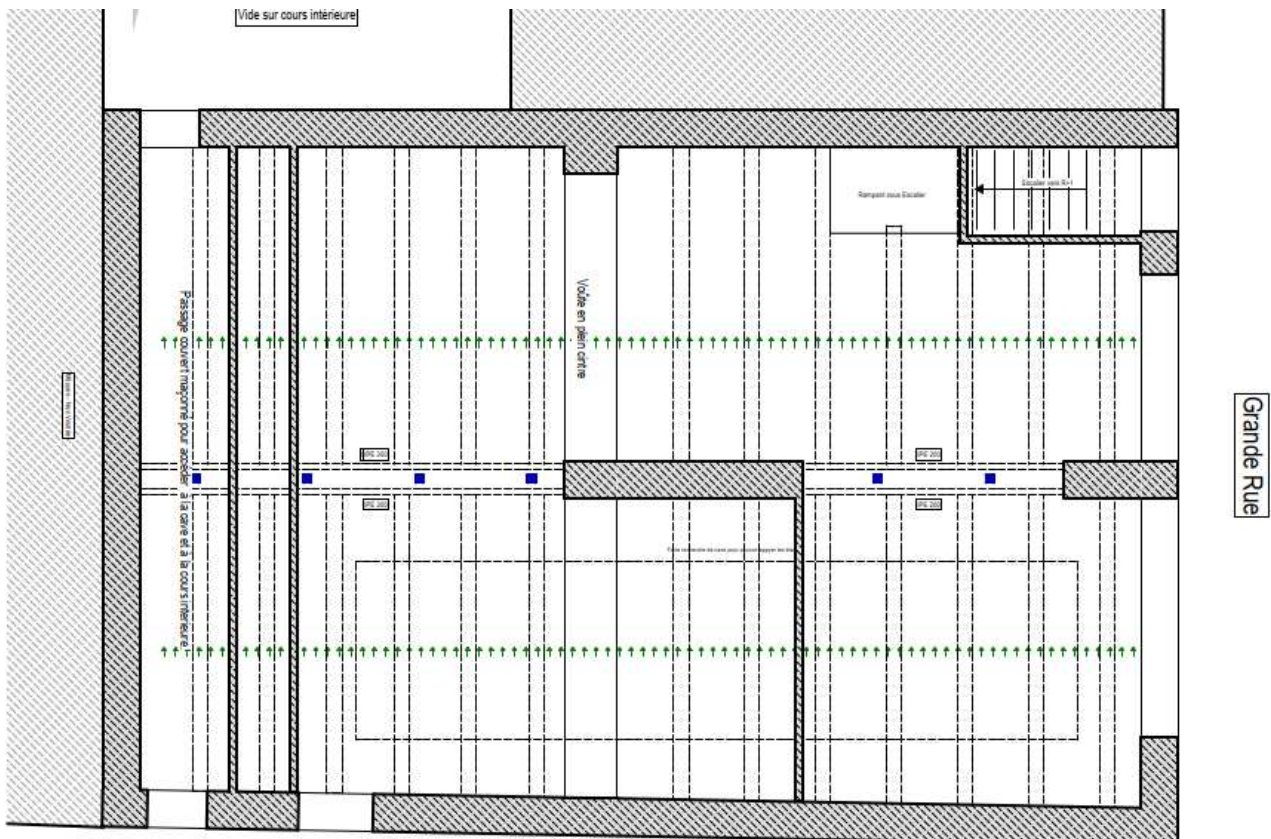 Vide sur cours intérieure
Rampant sous Escalier
Escalier vers R+1
Voûte en plein cintre
Passage couvert maçonné pour accéder a la cave et a la cours intérieure
Grande Rue
IPE 200
IPE 200
IPE 200
IPE 200